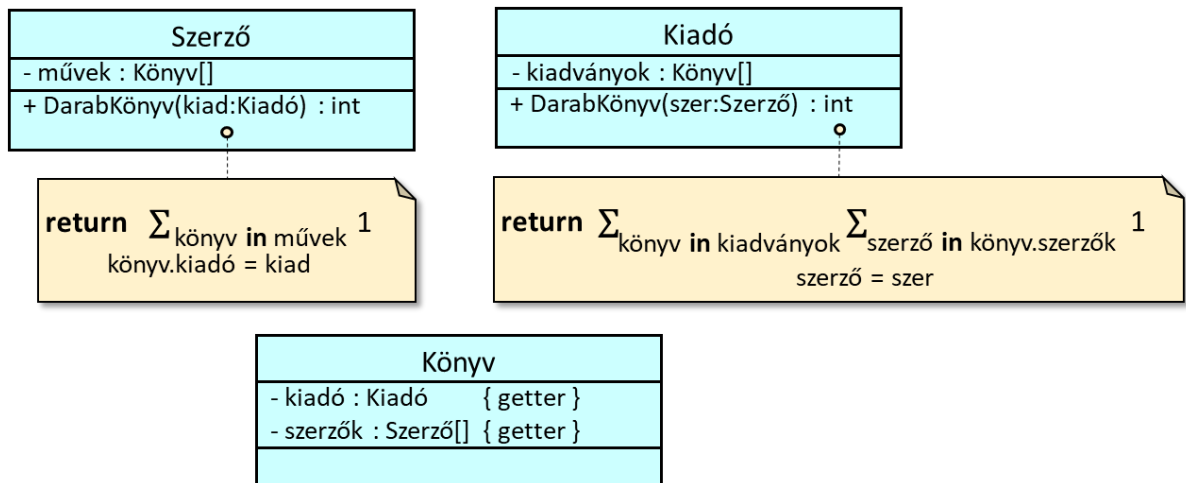 Szerző
- művek : Könyv[]
+ DarabKönyv(kiad:Kiadó) : int
return Σ könyv in művek 1
könyv.kiadó = kiad
Kiadó
- kiadványok : Könyv[]
+ DarabKönyv(szer:Szerző) : int
return Σ könyv in kiadványok Σ szerző in könyv.szerzők 1
szerző = szer
Könyv
- kiadó : Kiadó { getter }
- szerzők : Szerző[] { getter }